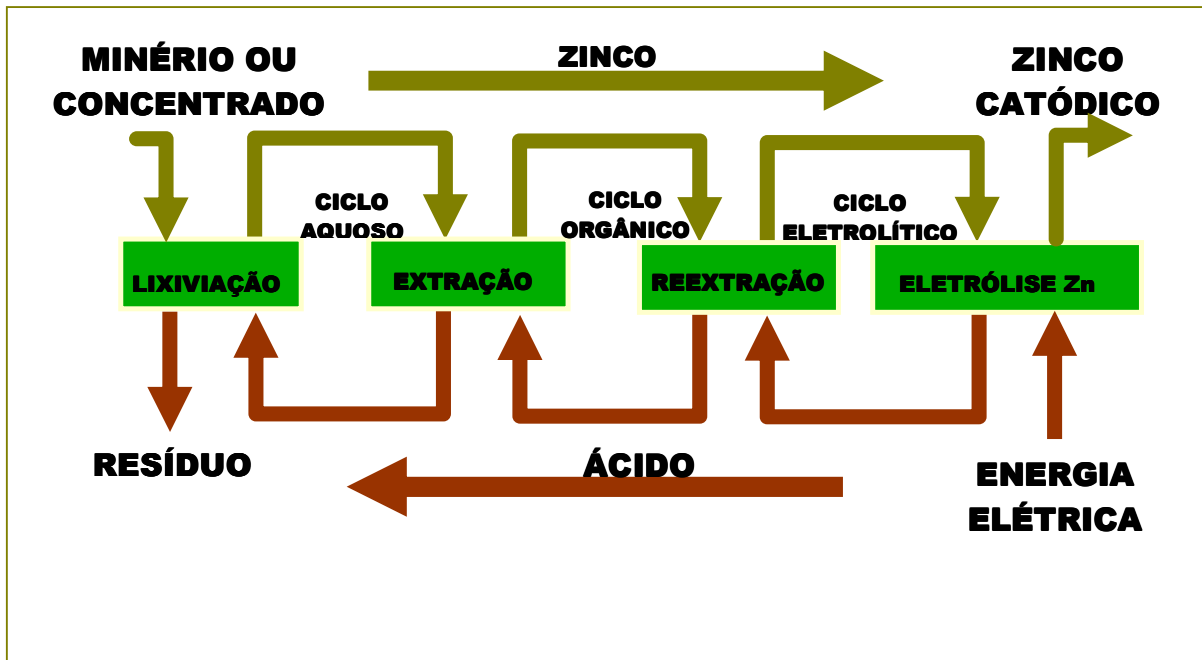 MINÉRIO OU
CONCENTRADO
ZINCO
ZINCO
CATÓDICO
CICLO
AQUOSO
CICLO
ORGÂNICO
CICLO
ELETROLÍTICO
LIXIVIAÇÃO
EXTRAÇÃO
REEXTRAÇÃO
ELETRÓLISE Zn
RESÍDUO
ÁCIDO
ENERGIA
ELÉTRICA